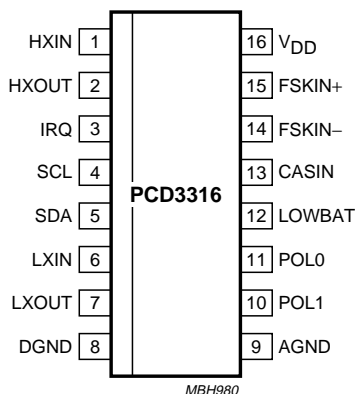 HXIN 1 16 VDD
HXOUT 2 15 FSKIN+
IRQ 3 14 FSKIN−
SCL 4 13 CASIN
PCD3316
SDA 5 12 LOWBAT
LXIN 6 11 POL0
LXOUT 7 10 POL1
DGND 8 9 AGND
MBH980